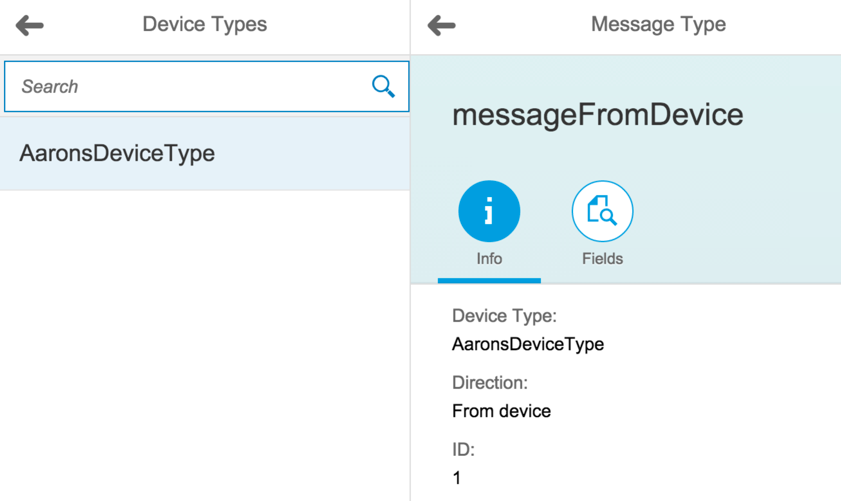 Device Types
Search
AaronsDeviceType
Message Type
messageFromDevice
Info
Fields
Device Type:
AaronsDeviceType
Direction:
From device
ID:
1